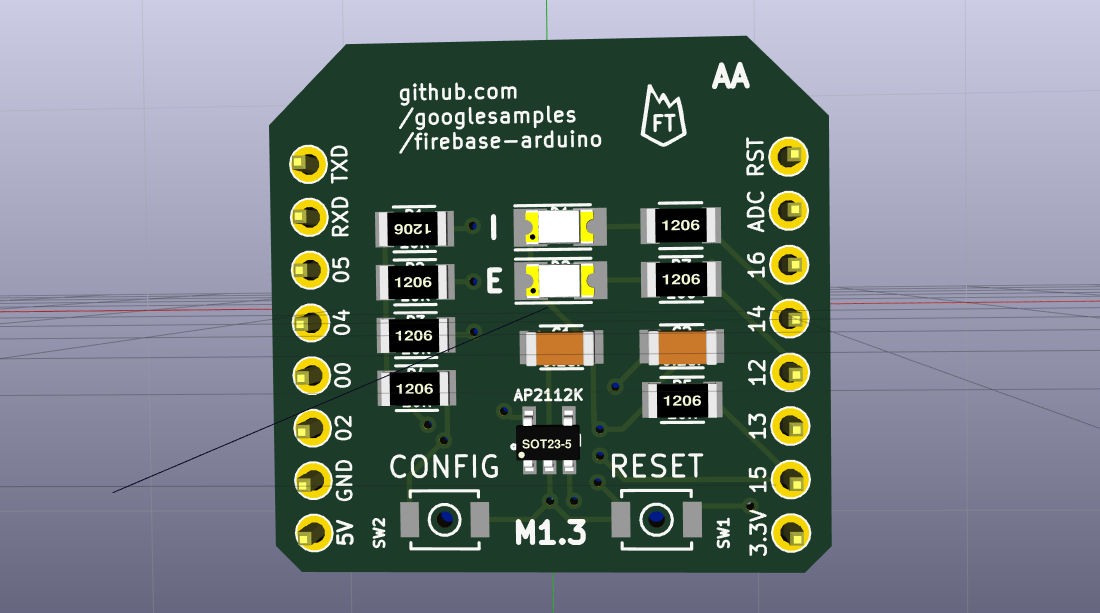 AA
github.com
/googlesamples
/firebase-arduino
FT
TXD
RXD
05
04
00
02
GND
5V
RST
ADC
16
14
12
13
15
3.3V
1206
I
1206
1206
E
1206
1206
1206
1206
AP2112K
SOT23-5
CONFIG
RESET
SW2
M1.3
SW1